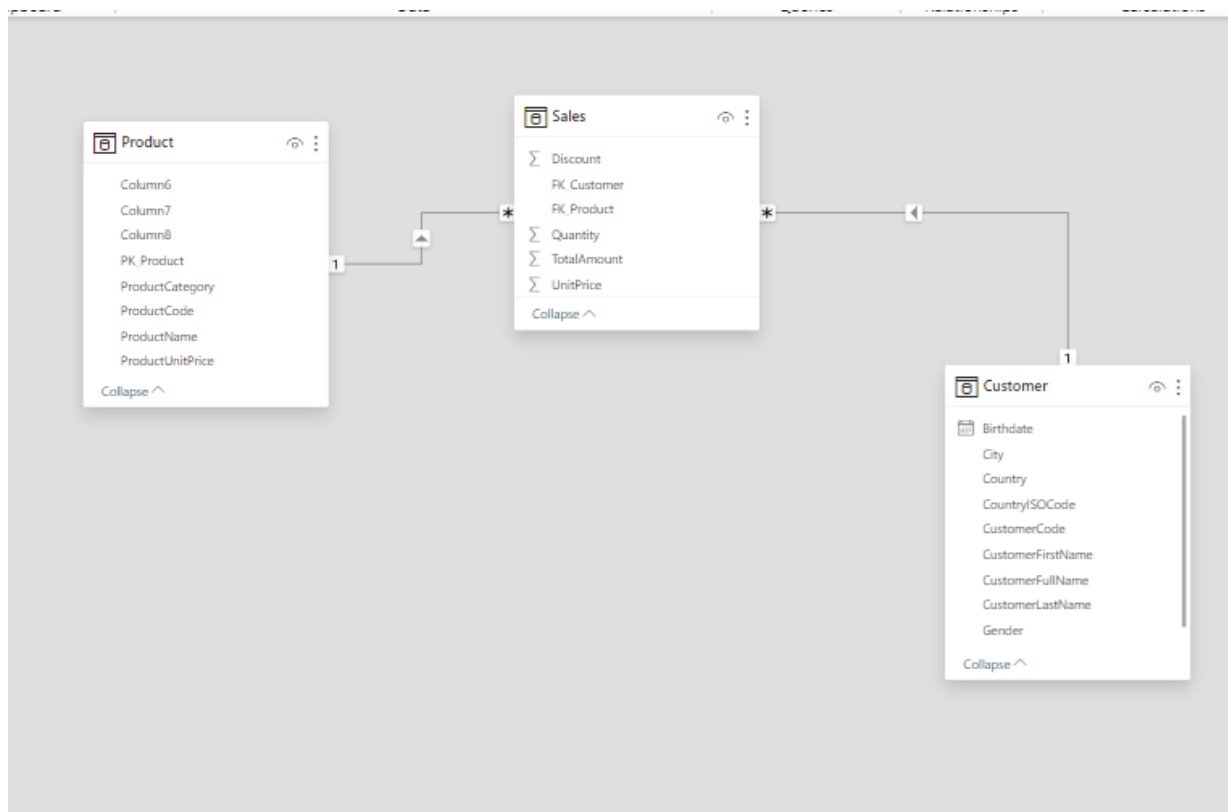 Product
Column6
Column7
Column8
PK_Product
ProductCategory
ProductCode
ProductName
ProductUnitPrice
Collapse
1
*
Sales
Discount
FK_Customer
FK_Product
Quantity
TotalAmount
UnitPrice
Collapse
*
1
Customer
Birthdate
City
Country
CountryISOCode
CustomerCode
CustomerFirstName
CustomerFullName
CustomerLastName
Gender
Collapse